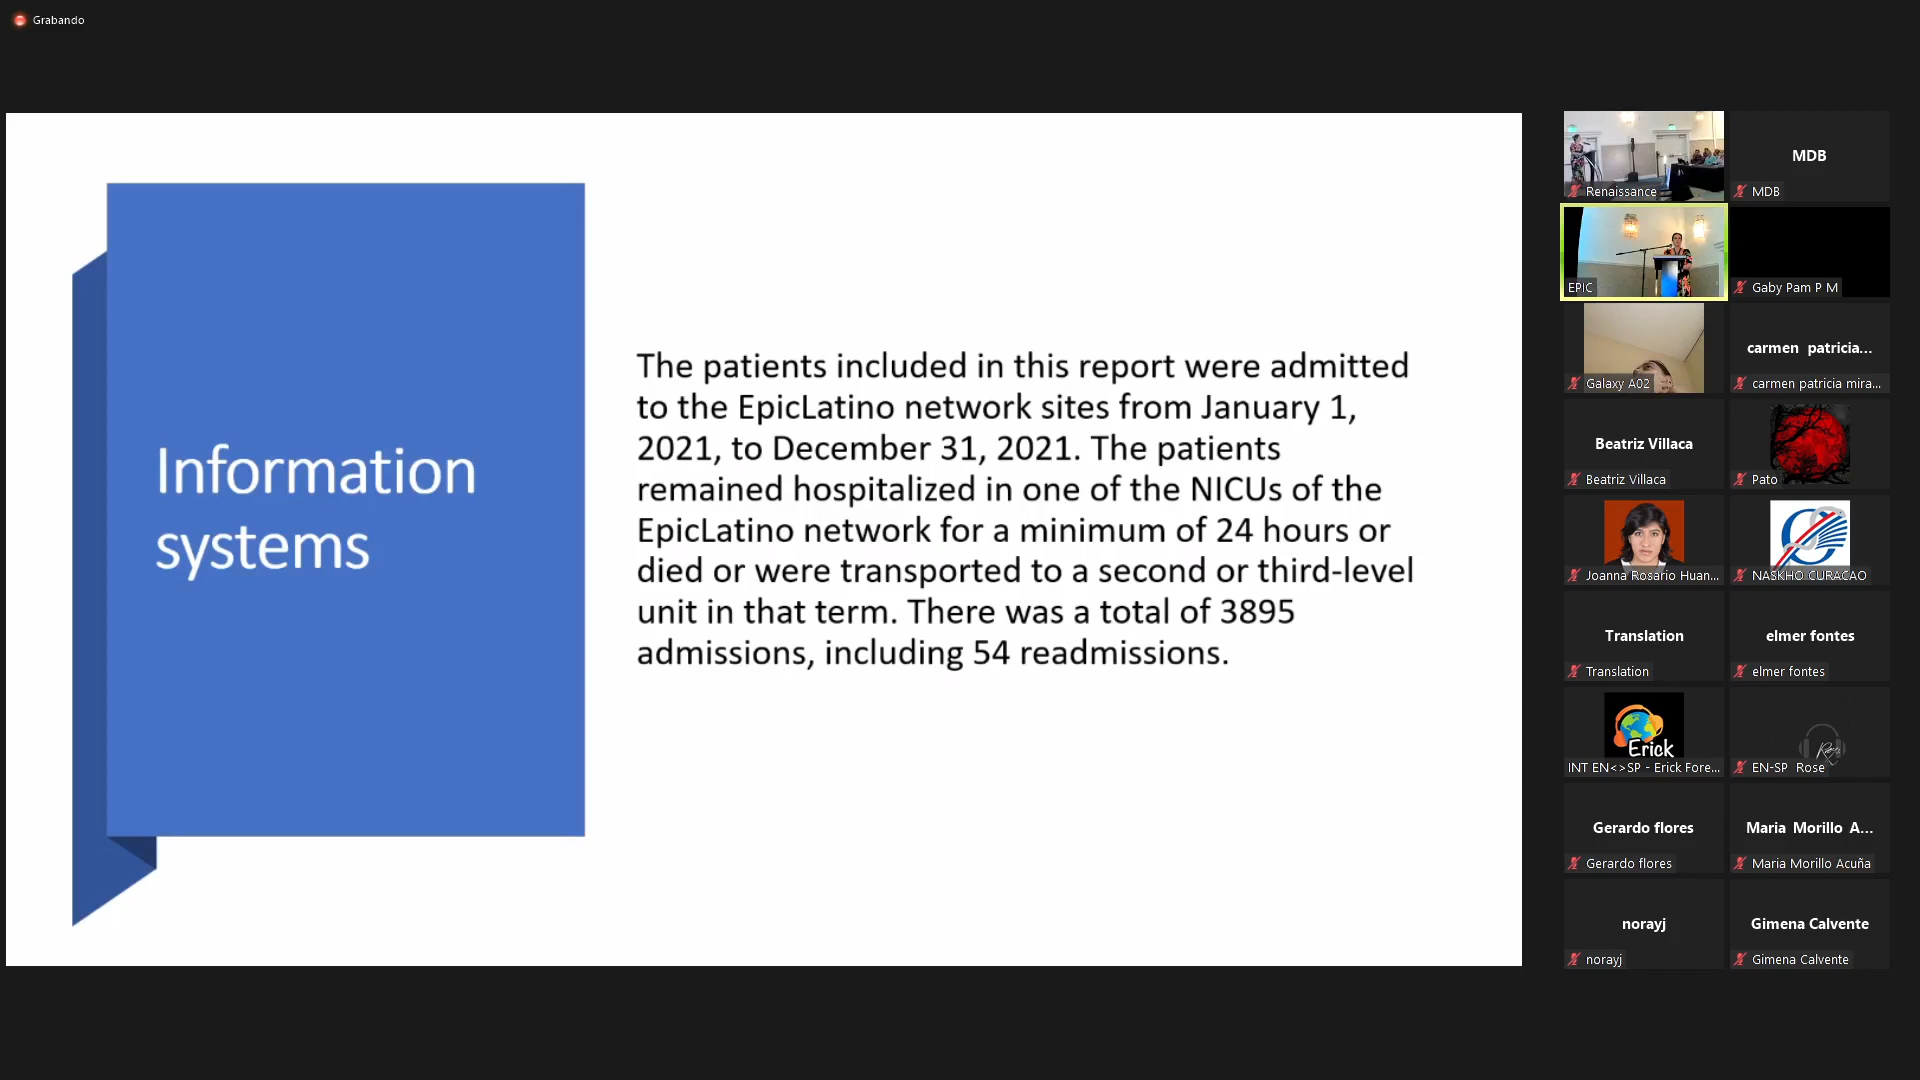 Grabando
Information
systems
The patients included in this report were admitted
to the EpicLatino network sites from January 1,
2021, to December 31, 2021. The patients
remained hospitalized in one of the NICUs of the
EpicLatino network for a minimum of 24 hours or
died or were transported to a second or third-level
unit in that term. There was a total of 3895
admissions, including 54 readmissions.
Renaissance
MDB
MDB
EPIC
Gaby Pam P M
Galaxy A02
carmen patricia...
carmen patricia mira...
Beatriz Villaca
Beatriz Villaca
Pato
Joanna Rosario Huan...
NASKHO CURACAO
Translation
Translation
elmer fontes
elmer fontes
Erick
INT EN<>SP - Erick Fore...
EN-SP Rose
Gerardo flores
Gerardo flores
Maria Morillo A...
Maria Morillo Acuña
norayj
norayj
Gimena Calvente
Gimena Calvente